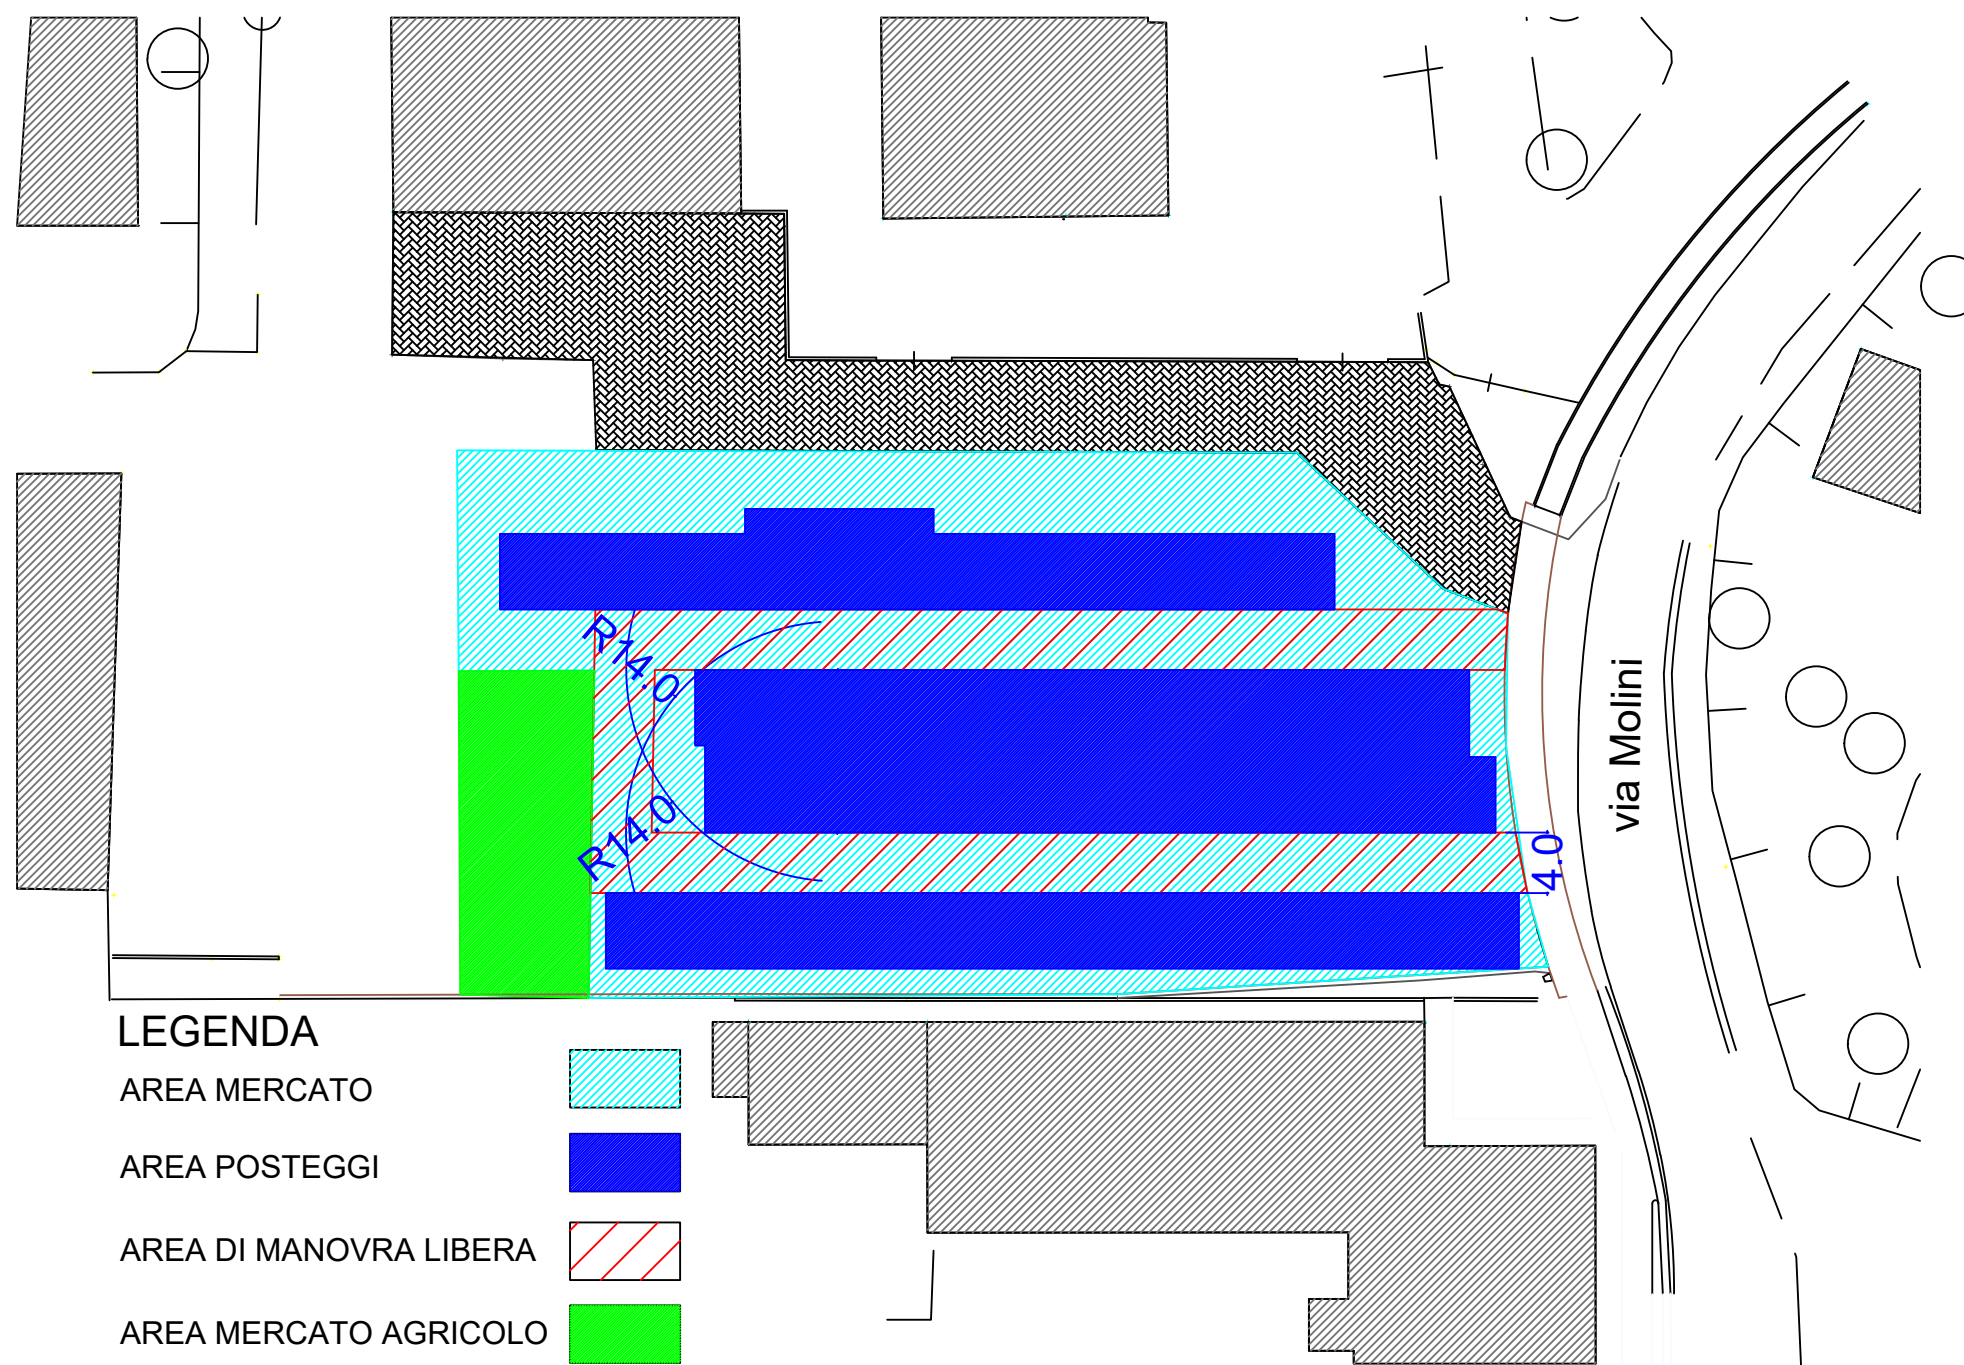 R14.0
via Molini
R14.0
4.0
LEGENDA
AREA MERCATO
AREA POSTEGGI
AREA DI MANOVRA LIBERA
AREA MERCATO AGRICOLO